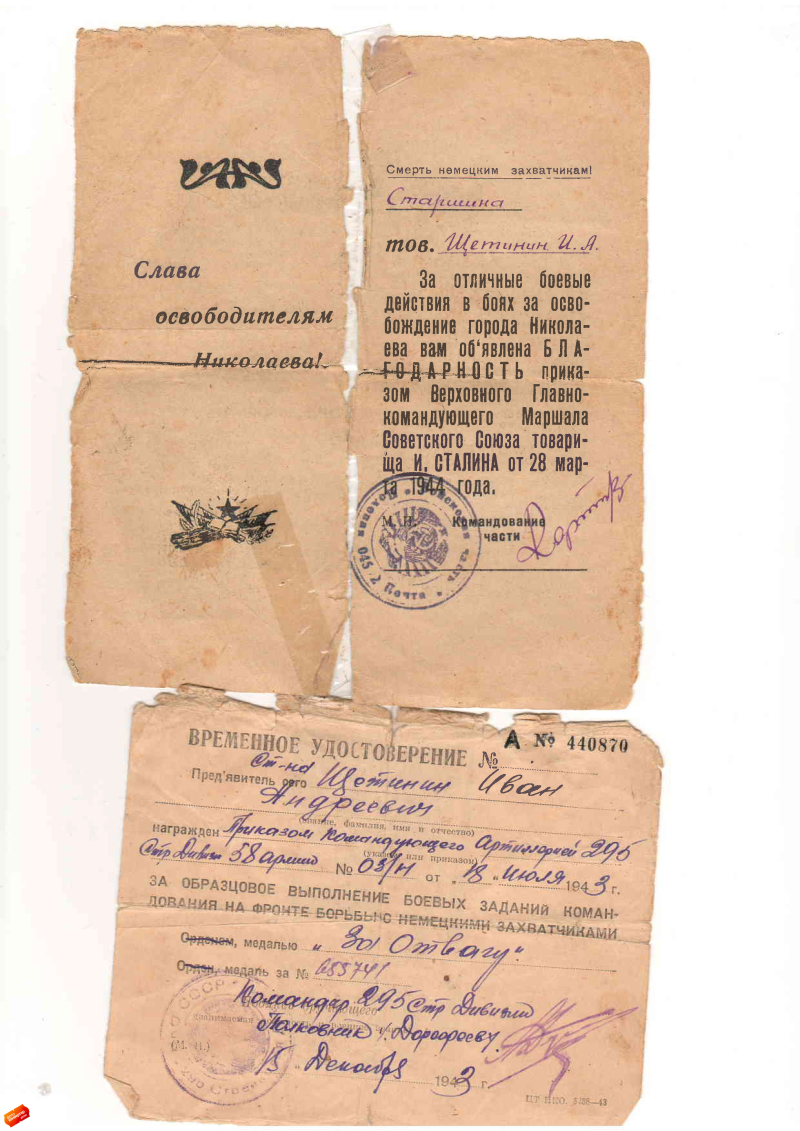 Слава
освободителям
Николаева!
Смерть немецким захватчикам!
Старшина
тов. Щетинин И. А.
За отличные боевые
действия в боях за осво-
бождение города Никола-
ева вам об'явлена БЛА-
ГОДАРНОСТЬ прика-
зом Верховного Главно-
командующего Маршала
Советского Союза товари-
ща И. СТАЛИНА от 28 мар-
та 1944 года.
М. П. Командование
части
Полевая Почта
ВРЕМЕННОЕ УДОСТОВЕРЕНИЕ № А № 440870
Ст-на
Пред'явитель сего Щетинин Иван
Андреевич
(звание, фамилия, имя и отчество)
награжден Приказом Командующего Артиллерией 295
(указом или приказом)
Стр Дивизии 58 армии № 03/н от „18" Июля 1943 г.
ЗА ОБРАЗЦОВОЕ ВЫПОЛНЕНИЕ БОЕВЫХ ЗАДАНИЙ КОМАН-
ДОВАНИЯ НА ФРОНТЕ БОРЬБЫ С НЕМЕЦКИМИ ЗАХВАТЧИКАМИ
Орденом, медалью „За Отвагу".
Орден, медаль за № 655741
Командир 295 Стр Дивизии
Полковник
(М. П.)
15 Декабря 1943 г.